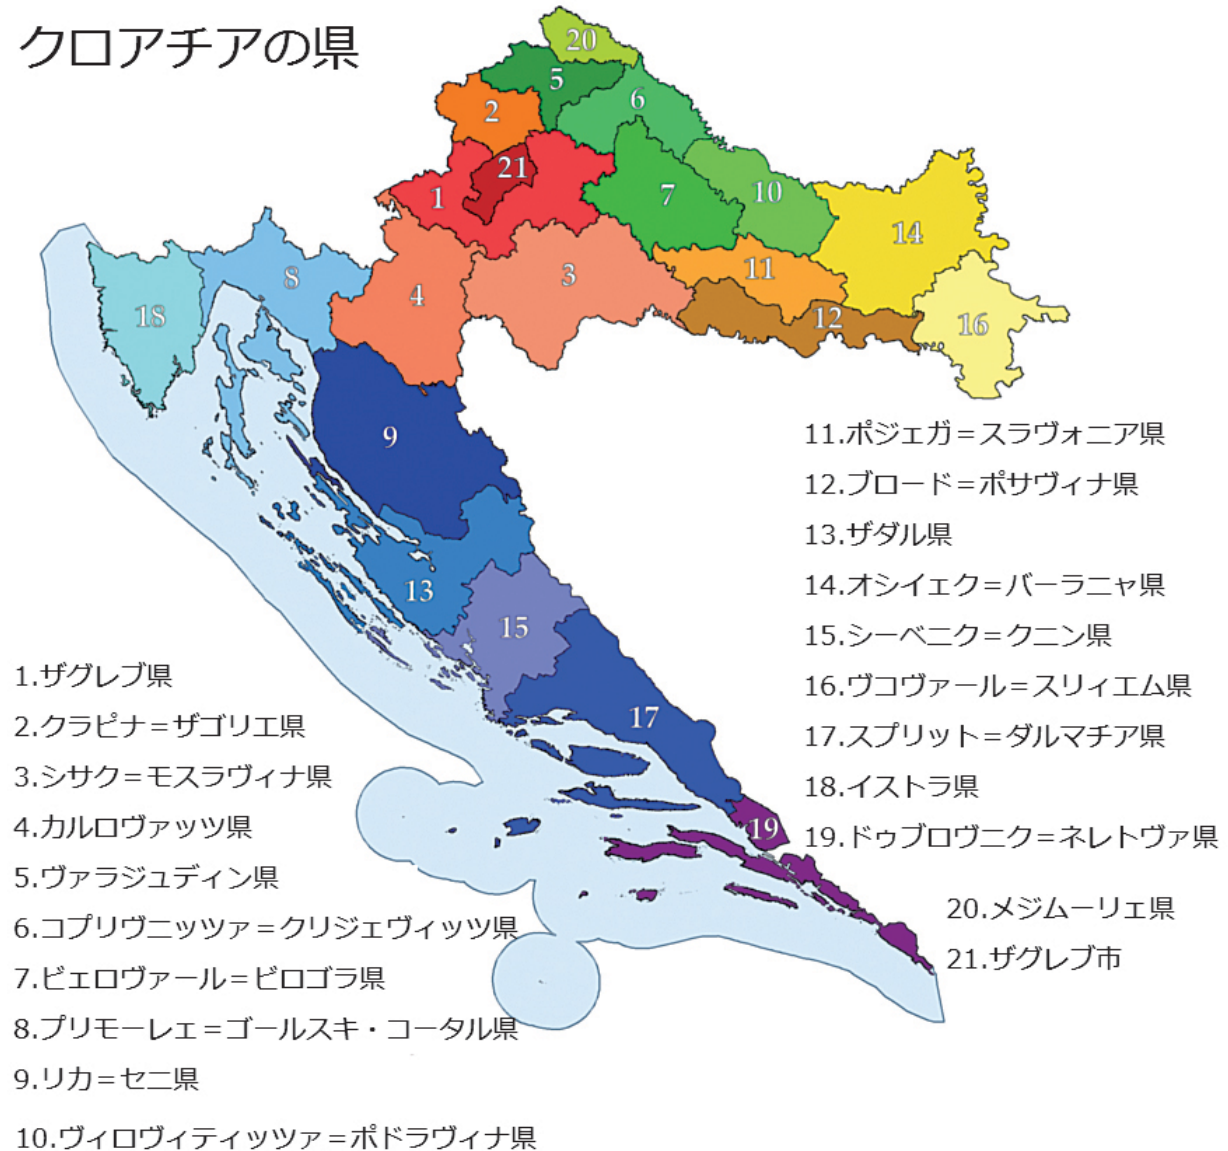 クロアチアの県
20
5
6
2
21
1
7
10
14
8
4
3
11
18
12
16
9
13
15
17
19
1.ザグレブ県
2.クラピナ＝ザゴリエ県
3.シサク＝モスラヴィナ県
4.カルロヴァッツ県
5.ヴァラジュディン県
6.コプリヴニッツァ＝クリジェヴィッツ県
7.ビェロヴァール＝ビロゴラ県
8.プリモーレェ＝ゴールスキ・コータル県
9.リカ＝セニ県
10.ヴィロヴィティッツァ＝ポドラヴィナ県
11.ポジェガ＝スラヴォニア県
12.ブロード＝ポサヴィナ県
13.ザダル県
14.オシイェク＝バーラニャ県
15.シーベニク＝クニン県
16.ヴコヴァール＝スリィエム県
17.スプリット＝ダルマチア県
18.イストラ県
19.ドゥブロヴニク＝ネレトヴァ県
20.メジムーリェ県
21.ザグレブ市